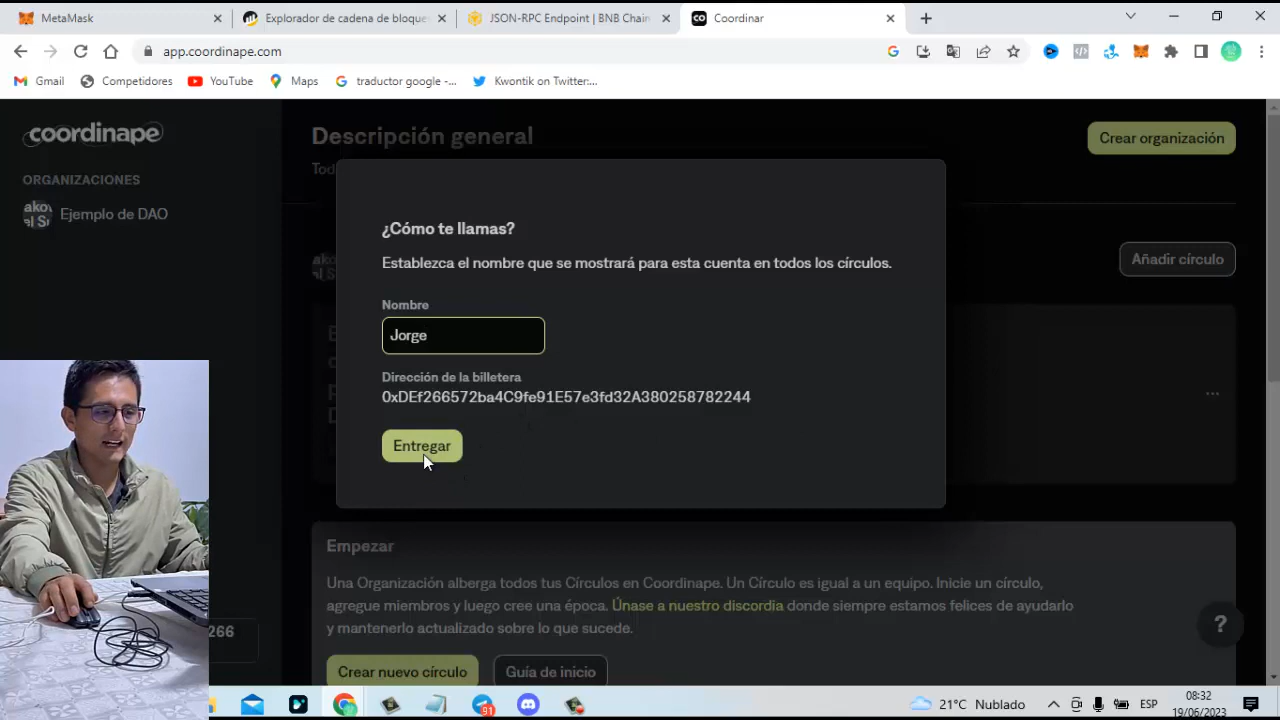 MetaMask
Explorador de cadena de bloque
JSON-RPC Endpoint | BNB Chain
Coordinar
app.coordinape.com
Gmail
Competidores
YouTube
Maps
traductor google -...
Kwontik on Twitter:...
coordinape
ORGANIZACIONES
Ejemplo de DAO
Descripción general
Tod
Crear organización
Añadir círculo
¿Cómo te llamas?
Establezca el nombre que se mostrará para esta cuenta en todos los círculos.
Nombre
Jorge
Dirección de la billetera
0xDEf266572ba4C9fe91E57e3fd32A380258782244
Entregar
Empezar
Una Organización alberga todos tus Círculos en Coordinape. Un Círculo es igual a un equipo. Inicie un círculo,
agregue miembros y luego cree una época. Únase a nuestro discordia donde siempre estamos felices de ayudarlo
y mantenerlo actualizado sobre lo que sucede.
266
?
Crear nuevo círculo
Guía de inicio
91
21°C Nublado
ESP
08:32
19/06/2023